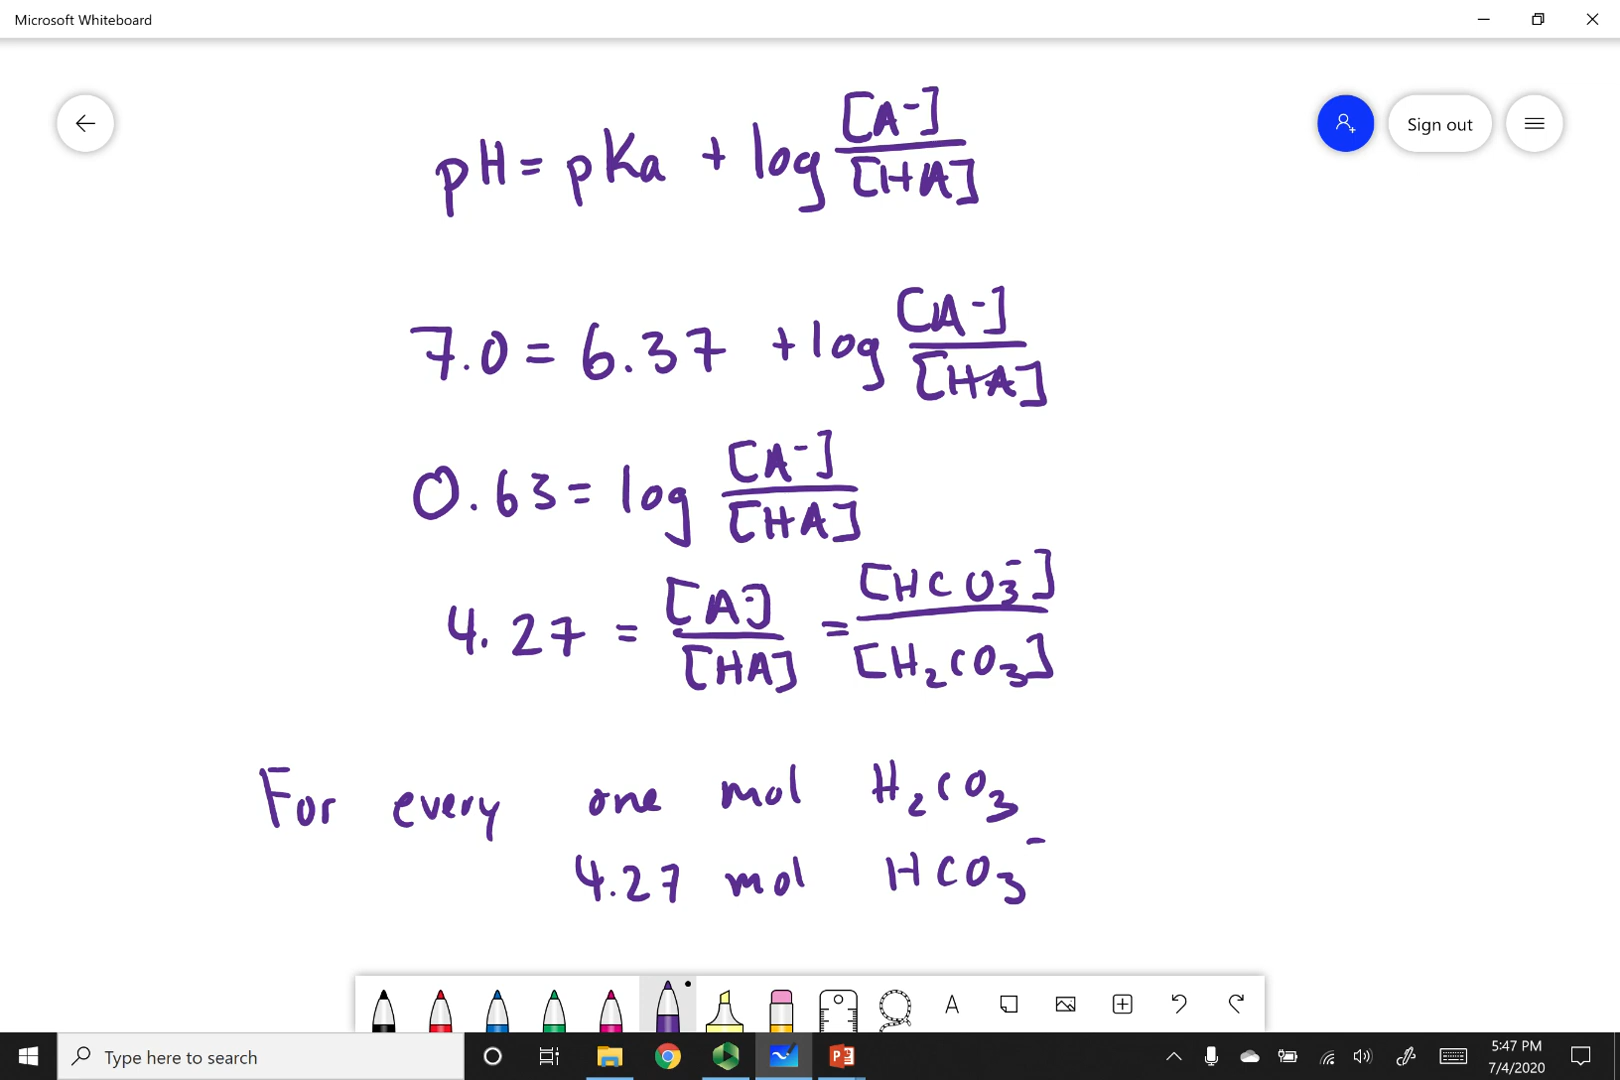 Microsoft Whiteboard
Sign out
pH = pKa + log [A-] / [HA]
7.0 = 6.37 + log [A-] / [HA]
0.63 = log [A-] / [HA]
4.27 = [A-] / [HA] = [HCO3-] / [H2CO3]
For every one mol H2CO3
4.27 mol HCO3-
A
Type here to search
5:47 PM
7/4/2020